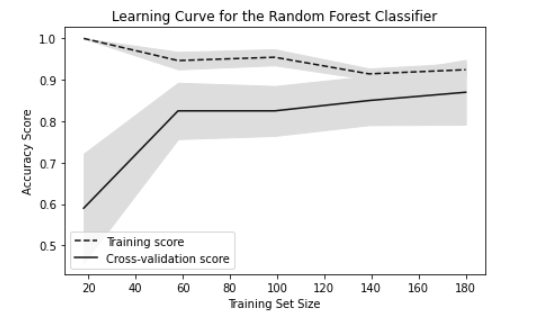 Learning Curve for the Random Forest Classifier
1.0
0.9
0.8
0.7
0.6
0.5
Accuracy Score
Training score
Cross-validation score
20 40 60 80 100 120 140 160 180
Training Set Size